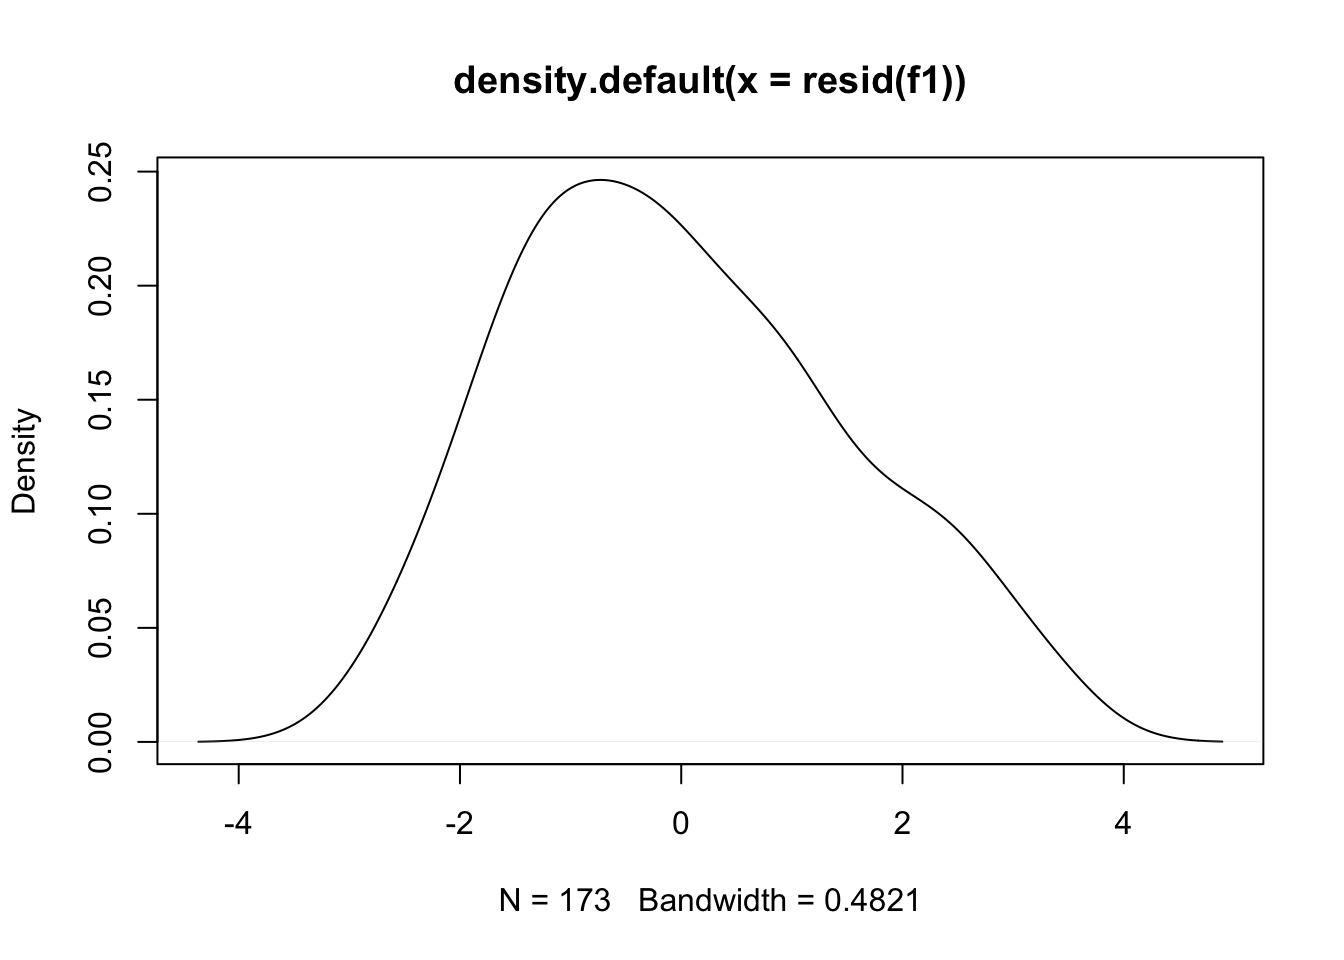 density.default(x = resid(f1))
Density
0.25
0.20
0.15
0.10
0.05
0.00
-4 -2 0 2 4
N = 173 Bandwidth = 0.4821